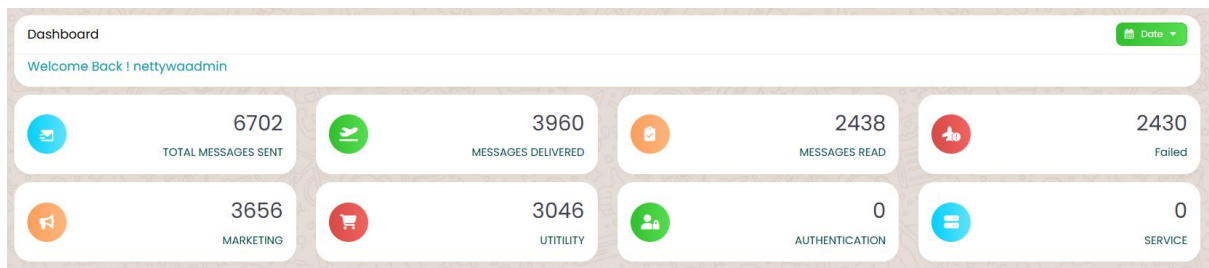 Dashboard
Date
Welcome Back ! nettywaadmin
6702
TOTAL MESSAGES SENT
3960
MESSAGES DELIVERED
2438
MESSAGES READ
2430
Failed
3656
MARKETING
3046
UTITILITY
0
AUTHENTICATION
0
SERVICE